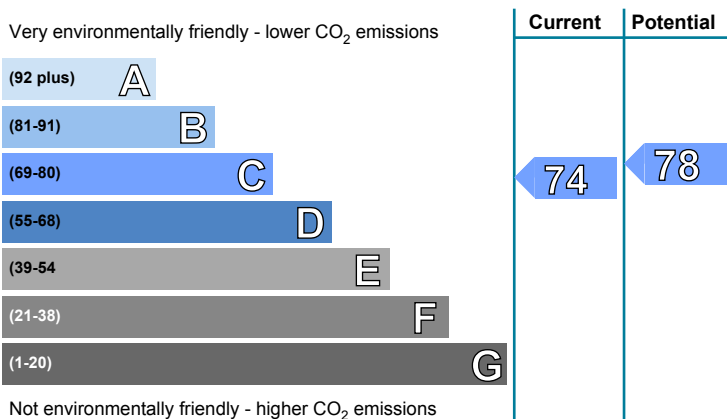 Current Potential
Very environmentally friendly - lower CO2 emissions
(92 plus) A
(81-91) B
(69-80) C 74 78
(55-68) D
(39-54 E
(21-38) F
(1-20) G
Not environmentally friendly - higher CO2 emissions